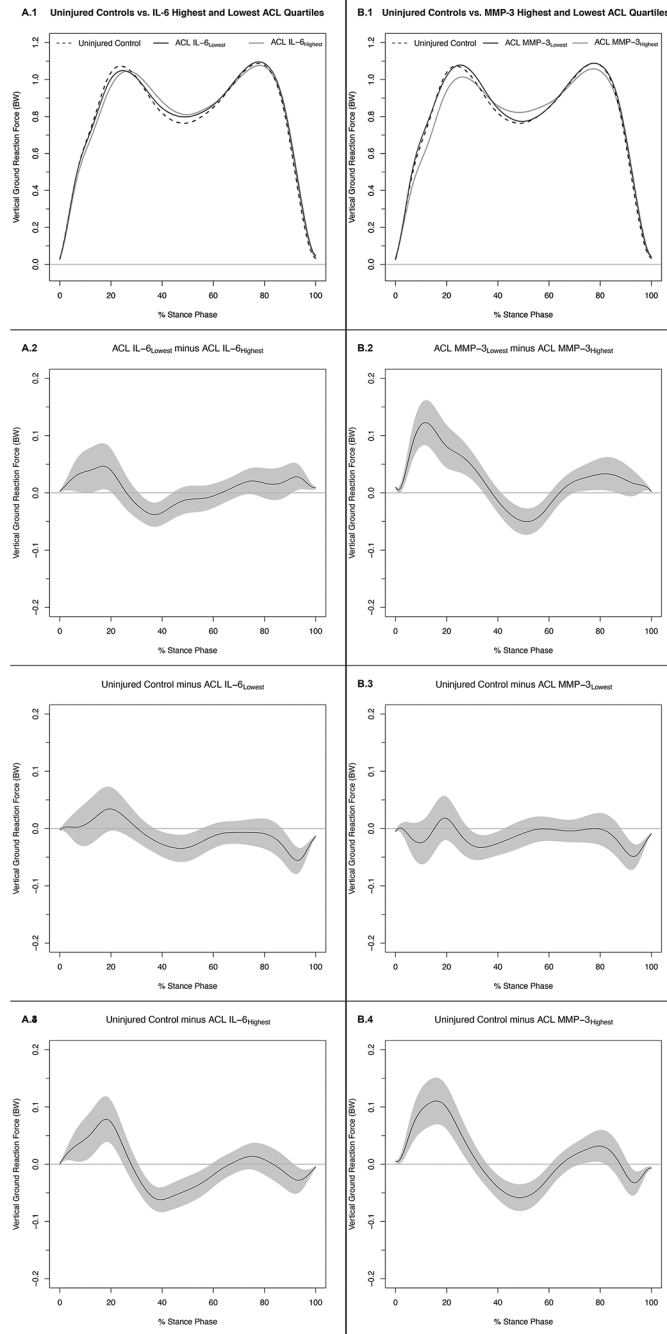 A.1 Uninjured Controls vs. IL-6 Highest and Lowest ACL Quartiles
Uninjured Control ACL IL-6Lowest ACL IL-6Highest
Vertical Ground Reaction Force (BW)
0.0 0.2 0.4 0.6 0.8 1.0 1.2
0 20 40 60 80 100
% Stance Phase
B.1 Uninjured Controls vs. MMP-3 Highest and Lowest ACL Quartiles
Uninjured Control ACL MMP-3Lowest ACL MMP-3Highest
Vertical Ground Reaction Force (BW)
0.0 0.2 0.4 0.6 0.8 1.0 1.2
0 20 40 60 80 100
% Stance Phase
A.2 ACL IL-6Lowest minus ACL IL-6Highest
Vertical Ground Reaction Force (BW)
-0.2 -0.1 0.0 0.1 0.2
0 20 40 60 80 100
% Stance Phase
B.2 ACL MMP-3Lowest minus ACL MMP-3Highest
Vertical Ground Reaction Force (BW)
-0.2 -0.1 0.0 0.1 0.2
0 20 40 60 80 100
% Stance Phase
Uninjured Control minus ACL IL-6Lowest
Vertical Ground Reaction Force (BW)
-0.2 -0.1 0.0 0.1 0.2
0 20 40 60 80 100
% Stance Phase
B.3 Uninjured Control minus ACL MMP-3Lowest
Vertical Ground Reaction Force (BW)
-0.2 -0.1 0.0 0.1 0.2
0 20 40 60 80 100
% Stance Phase
Uninjured Control minus ACL IL-6Highest
Vertical Ground Reaction Force (BW)
-0.2 -0.1 0.0 0.1 0.2
0 20 40 60 80 100
% Stance Phase
B.4 Uninjured Control minus ACL MMP-3Highest
Vertical Ground Reaction Force (BW)
-0.2 -0.1 0.0 0.1 0.2
0 20 40 60 80 100
% Stance Phase